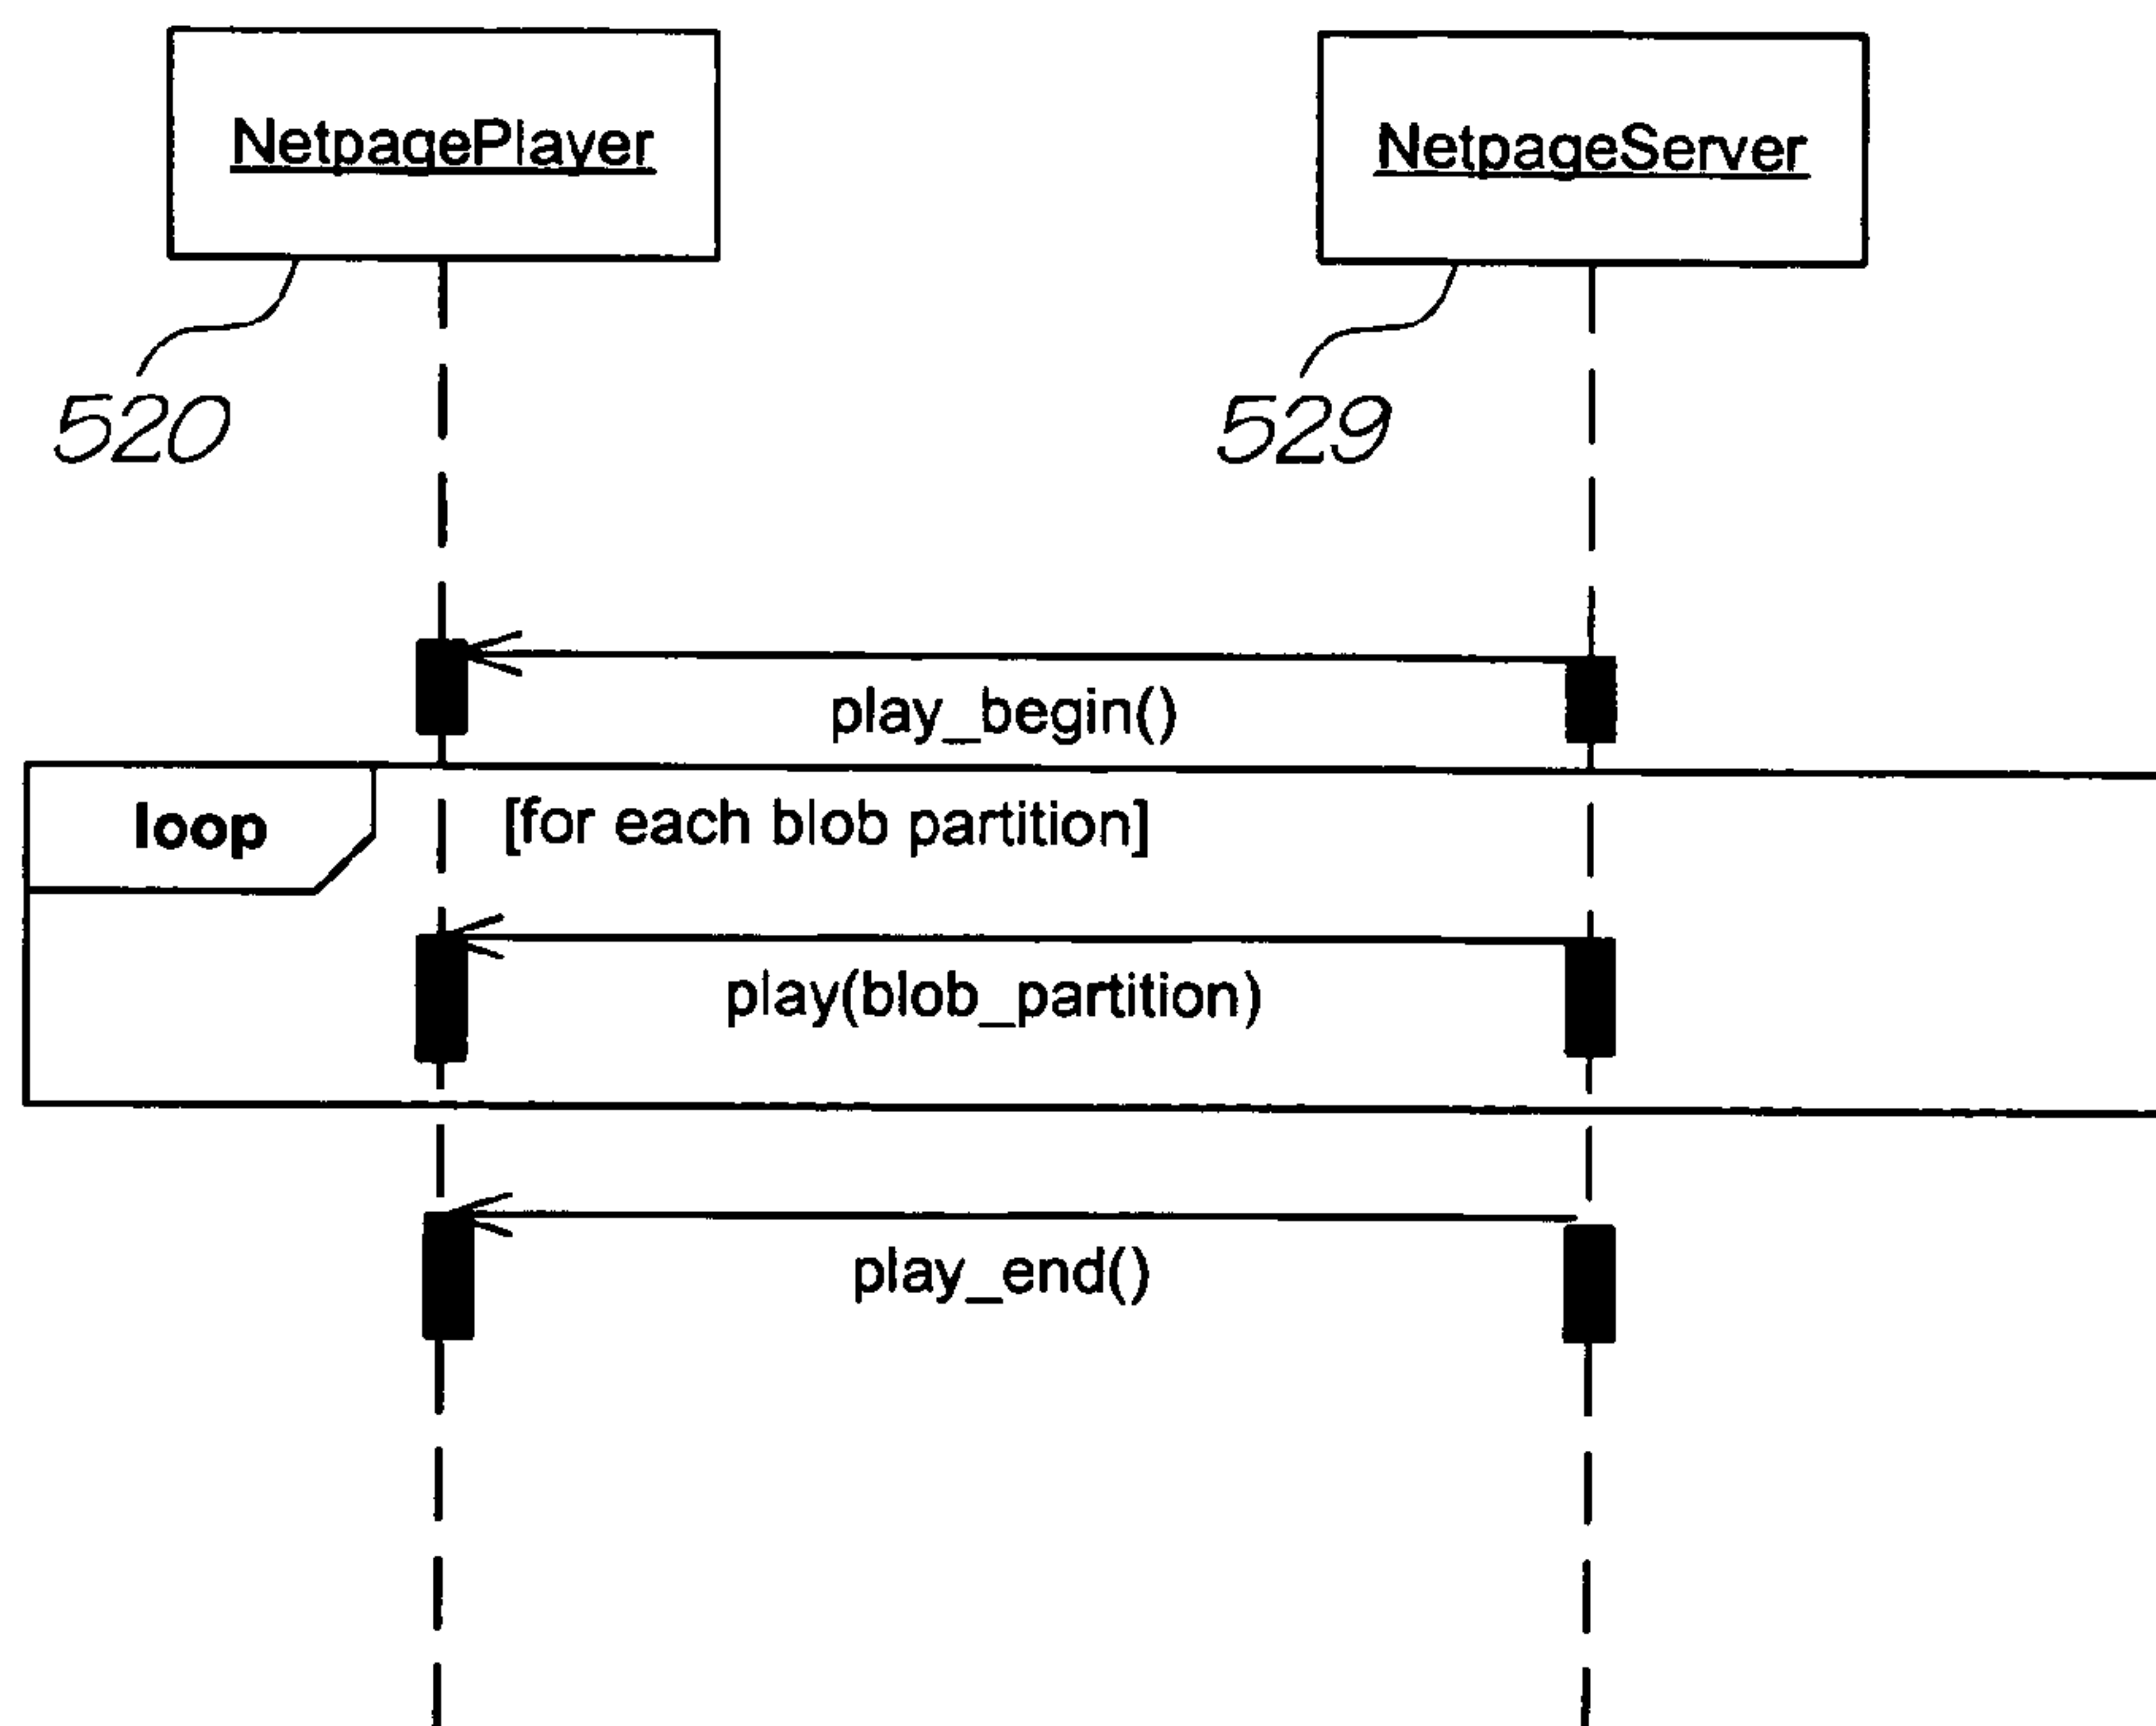 NetpagePlayer
NetpageServer
520
529
play_begin()
loop
[for each blob partition]
play(blob_partition)
play_end()